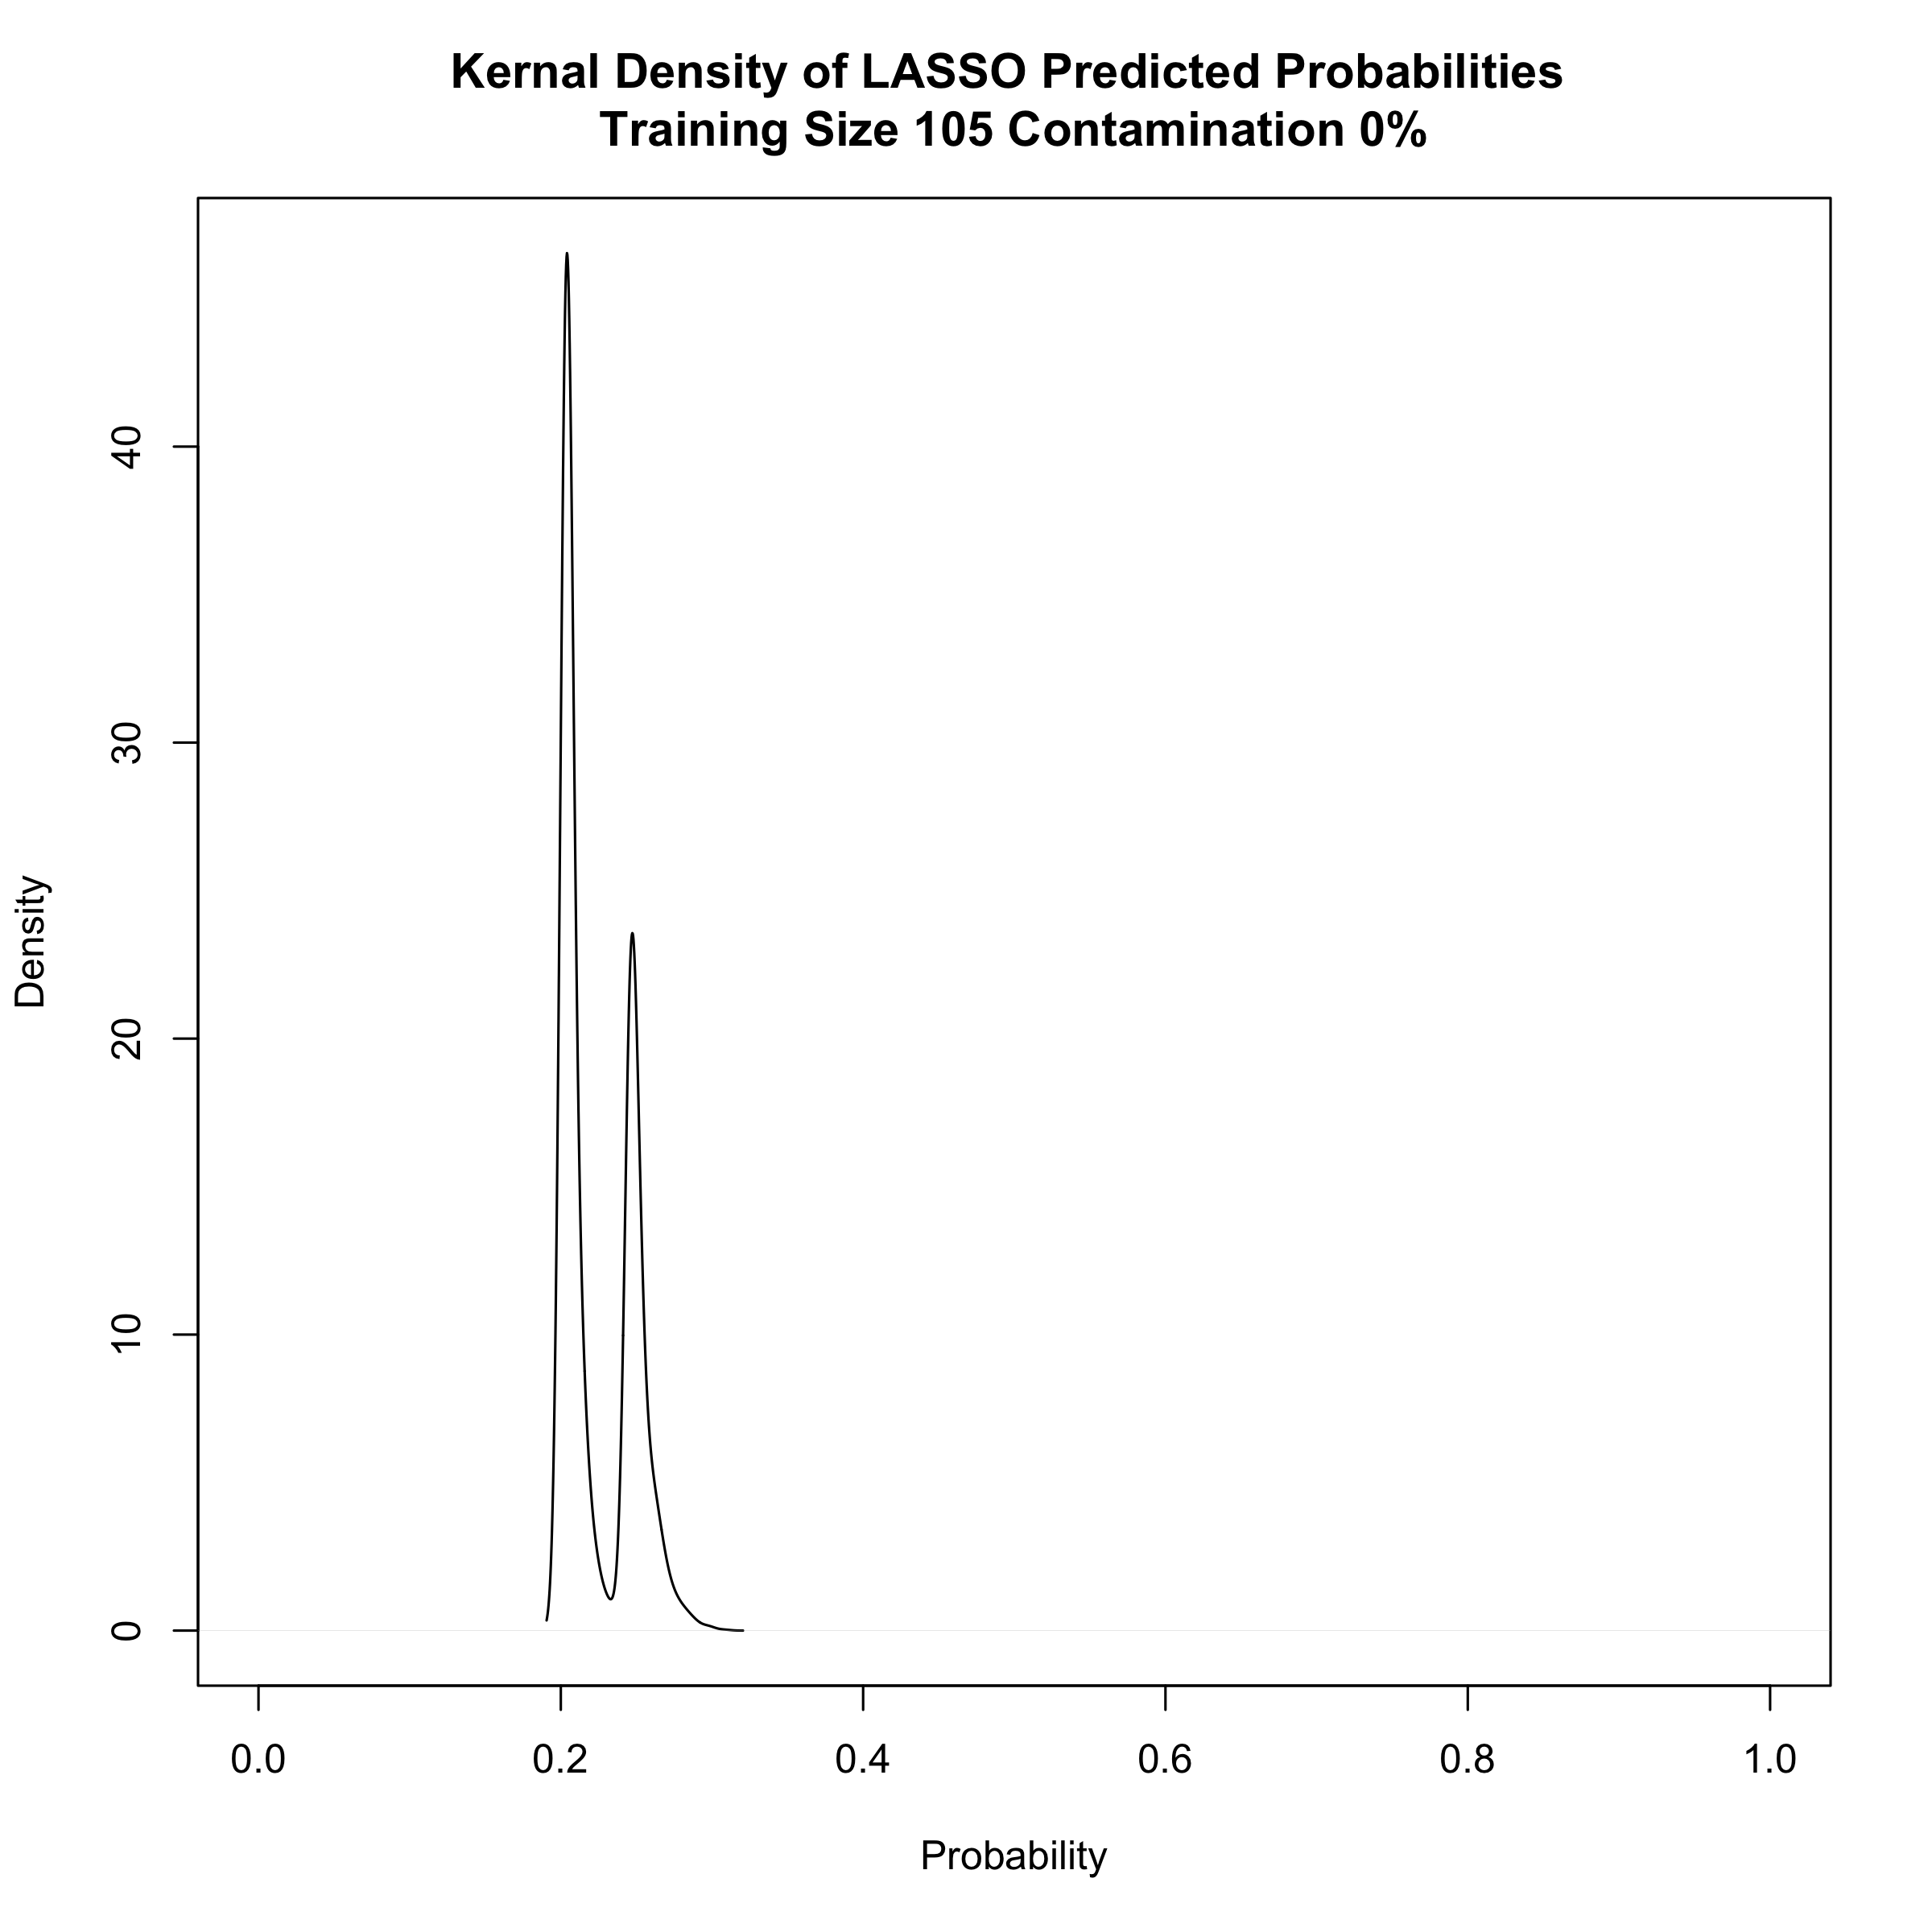 Kernal Density of LASSO Predicted Probabilities
Training Size 105 Contamination 0%
Density
40
30
20
10
0
0.0 0.2 0.4 0.6 0.8 1.0
Probability